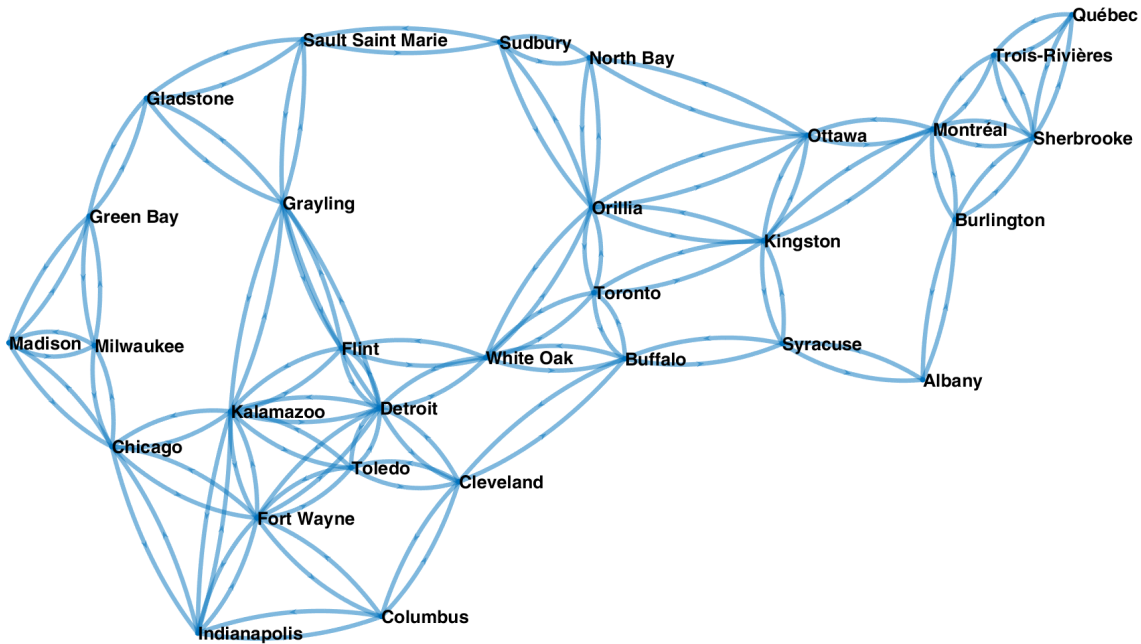 Québec
Sault Saint Marie
Sudbury
North Bay
Trois-Rivières
Gladstone
Ottawa
Montréal
Sherbrooke
Green Bay
Grayling
Orillia
Kingston
Burlington
Toronto
Madison
Milwaukee
Flint
White Oak
Buffalo
Syracuse
Albany
Kalamazoo
Detroit
Chicago
Toledo
Cleveland
Fort Wayne
Columbus
Indianapolis